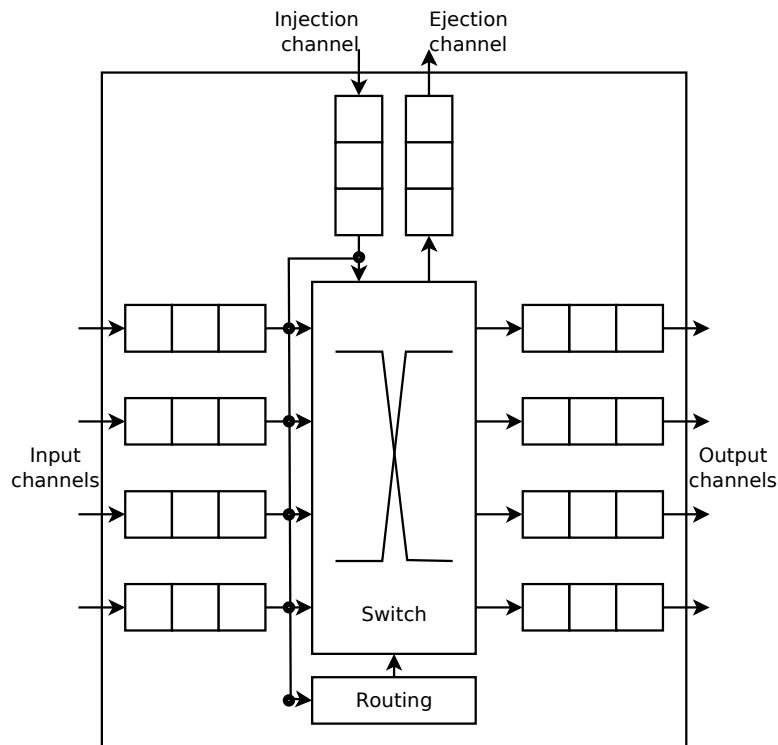 Injection
channel
Ejection
channel
Input
channels
Output
channels
Switch
Routing